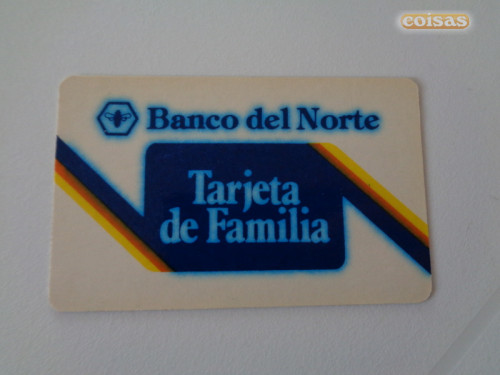 coisas
Banco del Norte
Tarjeta
de Familia